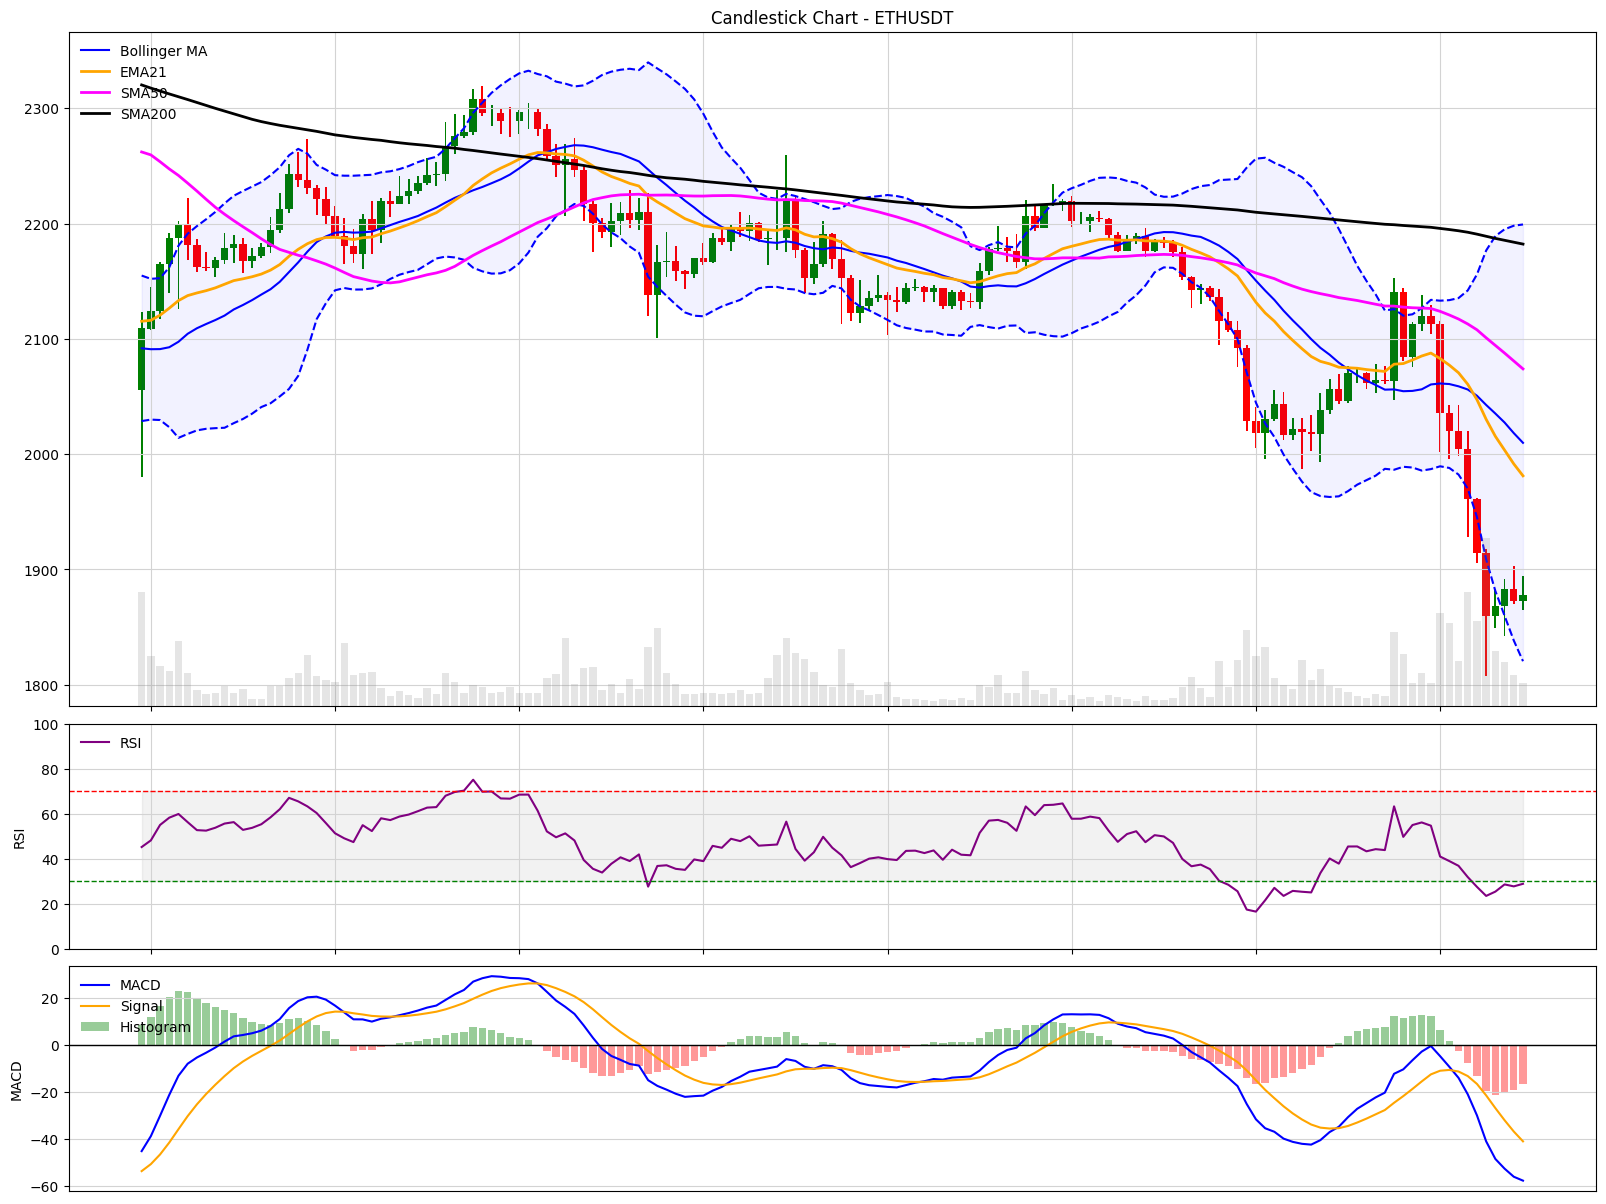 Candlestick Chart - ETHUSDT
Bollinger MA
EMA21
SMA50
SMA200
2300
2200
2100
2000
1900
1800
RSI
100
80
60
40
20
0
RSI
MACD
Signal
Histogram
20
0
−20
−40
−60
MACD